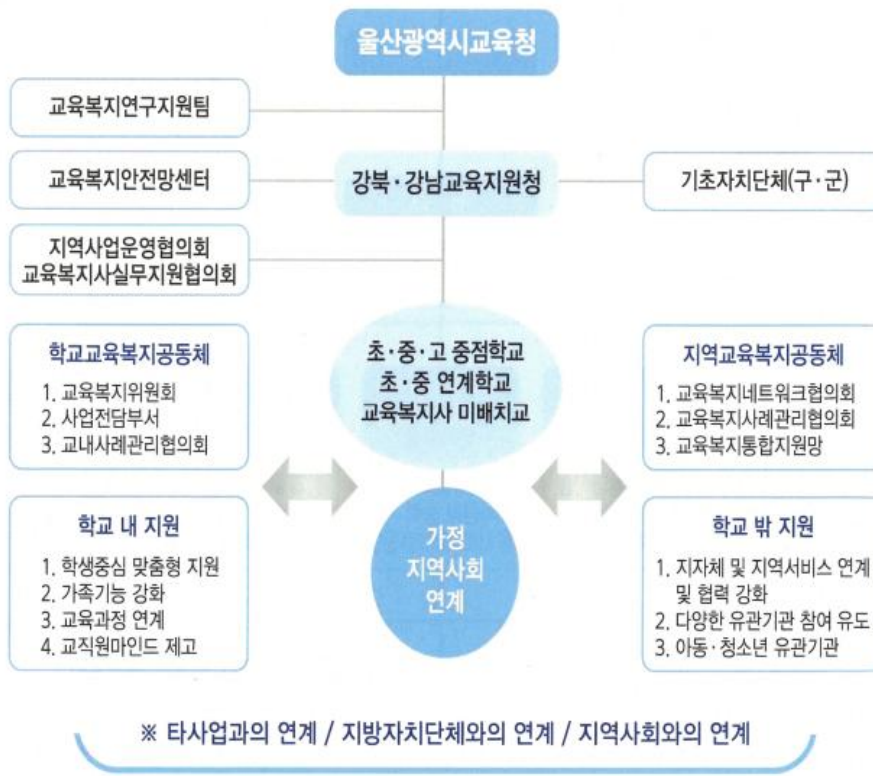 울산광역시교육청
교육복지연구지원팀
교육복지안전망센터
강북·강남교육지원청
기초자치단체(구·군)
지역사업운영협의회
교육복지사실무지원협의회
학교교육복지공동체
1. 교육복지위원회
2. 사업전담부서
3. 교내사례관리협의회
초·중·고 중점학교
초·중 연계학교
교육복지사 미배치교
지역교육복지공동체
1. 교육복지네트워크협의회
2. 교육복지사례관리협의회
3. 교육복지통합지원망
학교 내 지원
1. 학생중심 맞춤형 지원
2. 가족기능 강화
3. 교육과정 연계
4. 교직원마인드 제고
가정
지역사회
연계
학교 밖 지원
1. 지자체 및 지역서비스 연계
및 협력 강화
2. 다양한 유관기관 참여 유도
3. 아동·청소년 유관기관
※ 타사업과의 연계 / 지방자치단체와의 연계 / 지역사회와의 연계